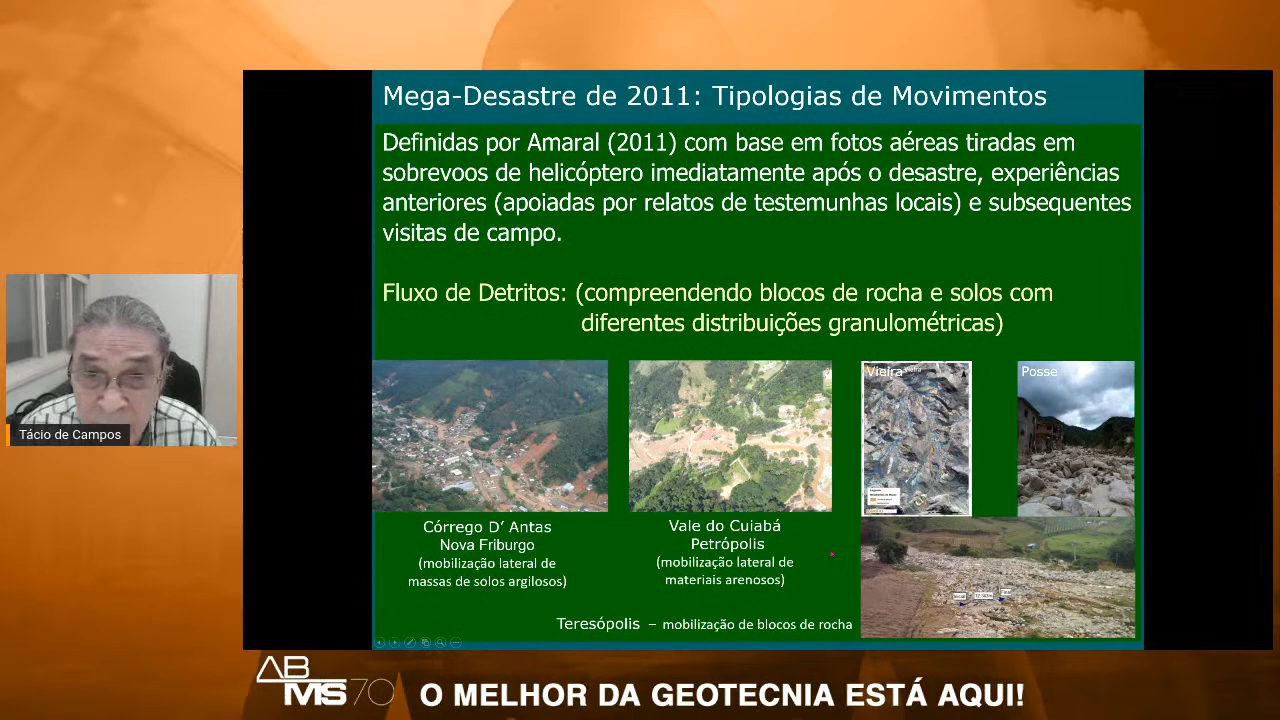 Mega-Desastre de 2011: Tipologias de Movimentos
Definidas por Amaral (2011) com base em fotos aéreas tiradas em
sobrevoos de helicóptero imediatamente após o desastre, experiências
anteriores (apoiadas por relatos de testemunhas locais) e subsequentes
visitas de campo.
Fluxo de Detritos: (compreendendo blocos de rocha e solos com
diferentes distribuições granulométricas)
Vieira
Vieira
Posse
Córrego D’ Antas
Nova Friburgo
(mobilização lateral de
massas de solos argilosos)
Vale do Cuiabá
Petrópolis
(mobilização lateral de
materiais arenosos)
Teresópolis – mobilização de blocos de rocha
Tácio de Campos
ABMS70
O MELHOR DA GEOTECNIA ESTÁ AQUI!